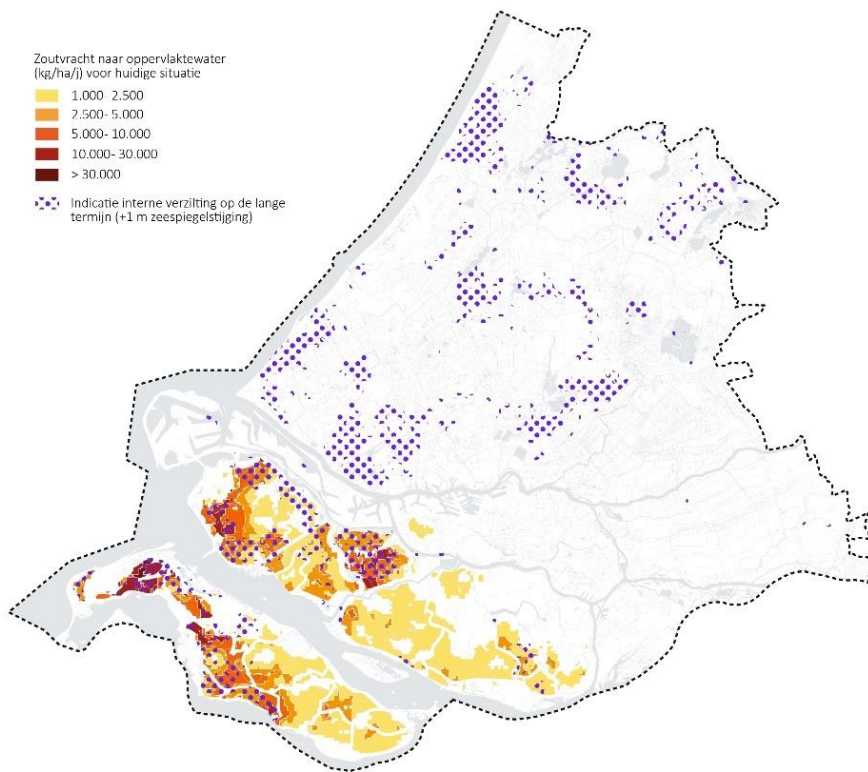 Zoutvracht naar oppervlaktewater
(kg/ha/j) voor huidige situatie
1.000- 2.500
2.500- 5.000
5.000- 10.000
10.000- 30.000
> 30.000
Indicatie interne verzilting op de lange
termijn (+1 m zeespiegelstijging)